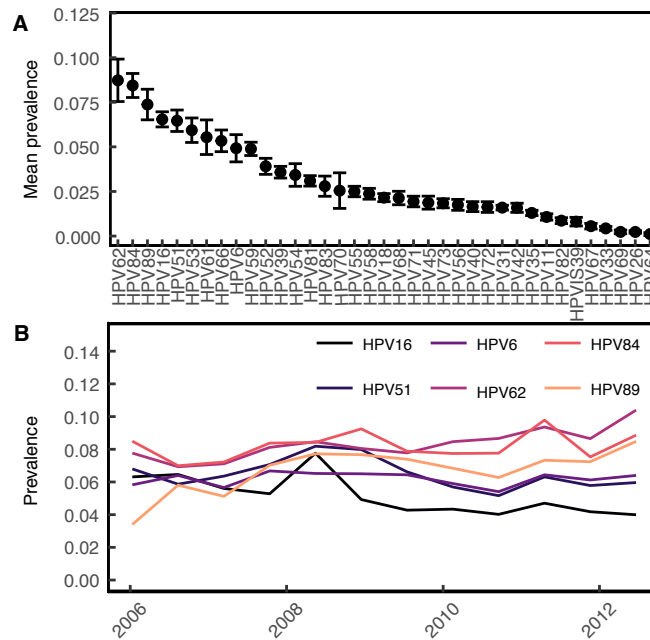 A
Mean prevalence
0.125
0.100
0.075
0.050
0.025
0.000
HPV62
HPV84
HPV89
HPV16
HPV51
HPV53
HPV61
HPV66
HPV6
HPV59
HPV52
HPV39
HPV54
HPV81
HPV83
HPV70
HPV55
HPV58
HPV18
HPV68
HPV71
HPV45
HPV73
HPV56
HPV40
HPV72
HPV31
HPV42
HPV35
HPV11
HPV82
HPVIS39
HPV67
HPV33
HPV69
HPV26
HPV64
B
Prevalence
0.14
0.12
0.10
0.08
0.06
0.04
0.02
0.00
HPV16 HPV6 HPV84
HPV51 HPV62 HPV89
2006 2008 2010 2012